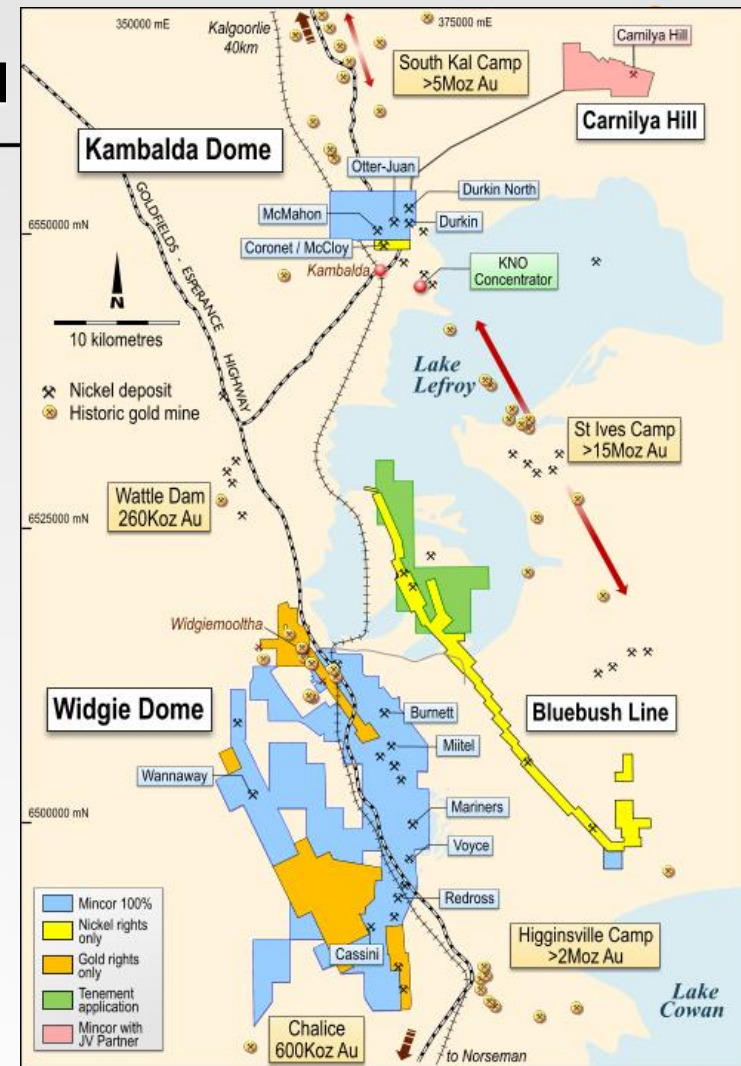 350000 mE
375000 mE
Kalgoorlie
40km
South Kal Camp
>5Moz Au
Carnilya Hill
Carnilya Hill
Kambalda Dome
Otter-Juan
Durkin North
McMahon
Durkin
6550000 mN
Coronet / McCloy
Kambalda
KNO
Concentrator
GOLDFIELDS - ESPERANCE HIGHWAY
N
10 kilometres
Lake
Lefroy
Nickel deposit
Historic gold mine
St Ives Camp
>15Moz Au
Wattle Dam
260Koz Au
6525000 mN
Widgiemooltha
Widgie Dome
Burnett
Bluebush Line
Miitel
Wannaway
6500000 mN
Mariners
Voyce
Redross
Mincor 100%
Nickel rights
only
Gold rights
only
Tenement
application
Mincor with
JV Partner
Cassini
Higginsville Camp
>2Moz Au
Lake
Cowan
Chalice
600Koz Au
to Norseman